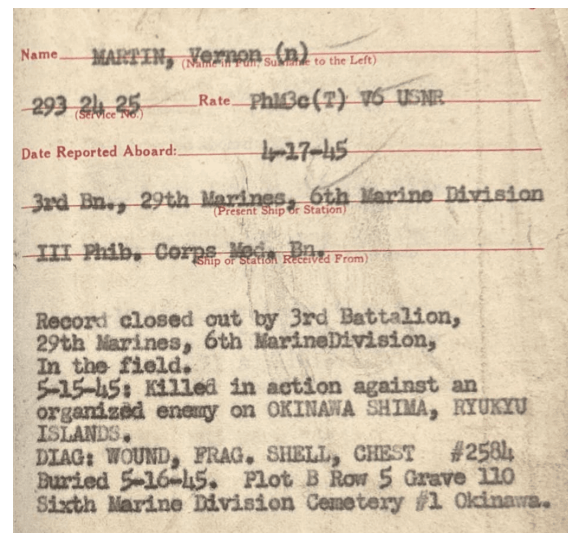 Name MARTIN, Vernon (n)
(Name in Full, Surname to the Left)
293 24 25 Rate PhM3c(T) V6 USNR
(Service No.)
Date Reported Aboard: 4-17-45
3rd Bn., 29th Marines, 6th Marine Division
(Present Ship or Station)
III Phib. Corps Med. Bn.
(Ship or Station Received From)
Record closed out by 3rd Battalion,
29th Marines, 6th MarineDivision,
In the field.
5-15-45: Killed in action against an
organized enemy on OKINAWA SHIMA, RYUKYU
ISLANDS.
DIAG: WOUND, FRAG. SHELL, CHEST #2584
Buried 5-16-45. Plot B Row 5 Grave 110
Sixth Marine Division Cemetery #1 Okinawa.